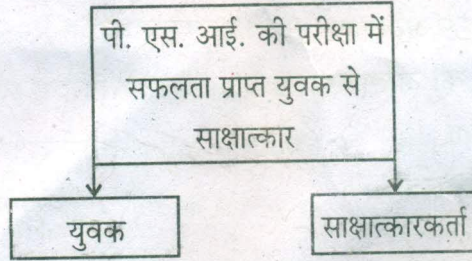 पी. एस. आई. की परीक्षा में
सफलता प्राप्त युवक से
साक्षात्कार
युवक
साक्षात्कारकर्ता